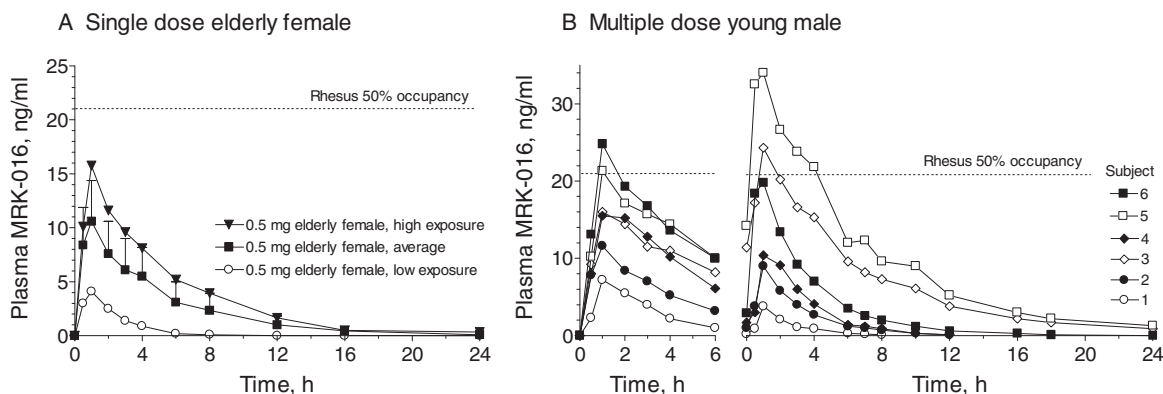 A Single dose elderly female
Plasma MRK-016, ng/ml
25
20
15
10
5
0
Rhesus 50% occupancy
0.5 mg elderly female, high exposure
0.5 mg elderly female, average
0.5 mg elderly female, low exposure
0 4 8 12 16 24
Time, h
B Multiple dose young male
Plasma MRK-016, ng/ml
30
20
10
0
0 2 4 6
Time, h
Rhesus 50% occupancy
0 4 8 12 16 20 24
Time, h
Subject
6
5
4
3
2
1